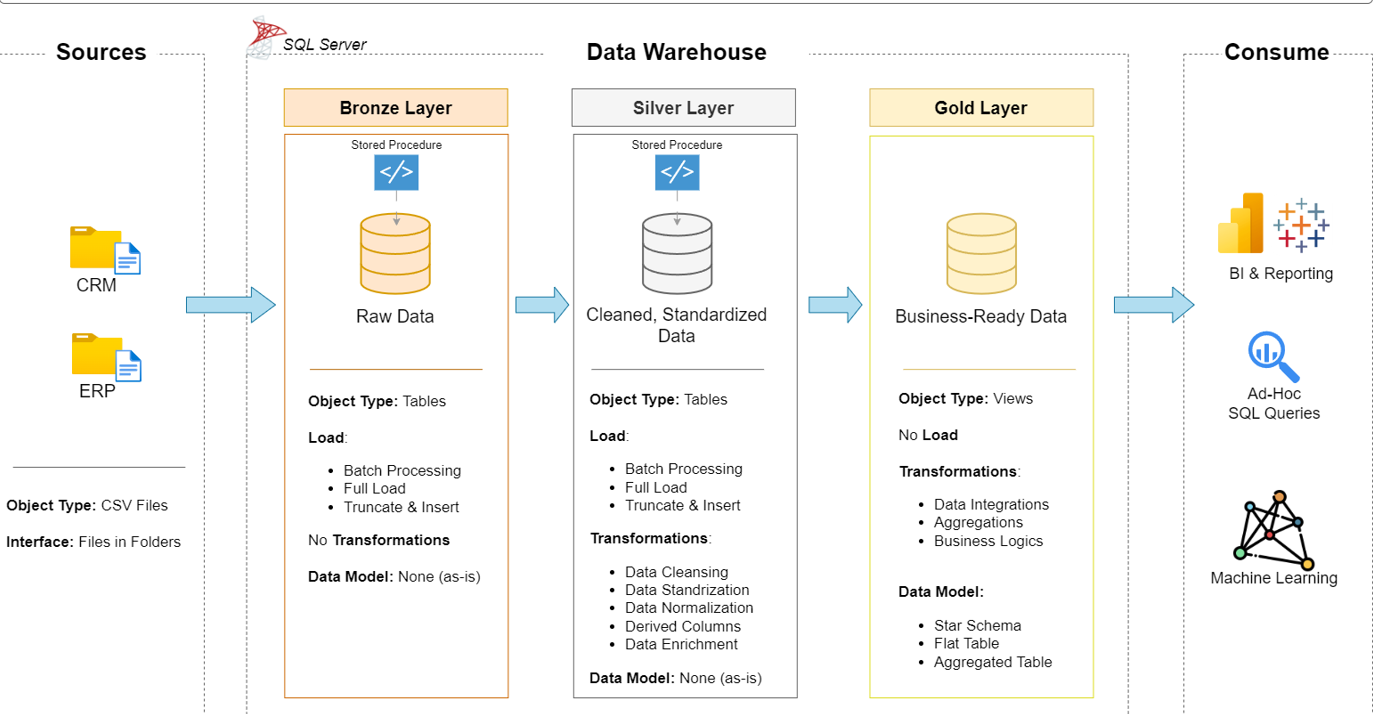 Sources
SQL Server
Data Warehouse
Consume
Bronze Layer
Silver Layer
Gold Layer
CRM
ERP
Object Type: CSV Files
Interface: Files in Folders
Stored Procedure
</>
Raw Data
Object Type: Tables
Load:
• Batch Processing
• Full Load
• Truncate & Insert
No Transformations
Data Model: None (as-is)
Stored Procedure
</>
Cleaned, Standardized
Data
Object Type: Tables
Load:
• Batch Processing
• Full Load
• Truncate & Insert
Transformations:
• Data Cleansing
• Data Standrization
• Data Normalization
• Derived Columns
• Data Enrichment
Data Model: None (as-is)
Business-Ready Data
Object Type: Views
No Load
Transformations:
• Data Integrations
• Aggregations
• Business Logics
Data Model:
• Star Schema
• Flat Table
• Aggregated Table
BI & Reporting
Ad-Hoc
SQL Queries
Machine Learning